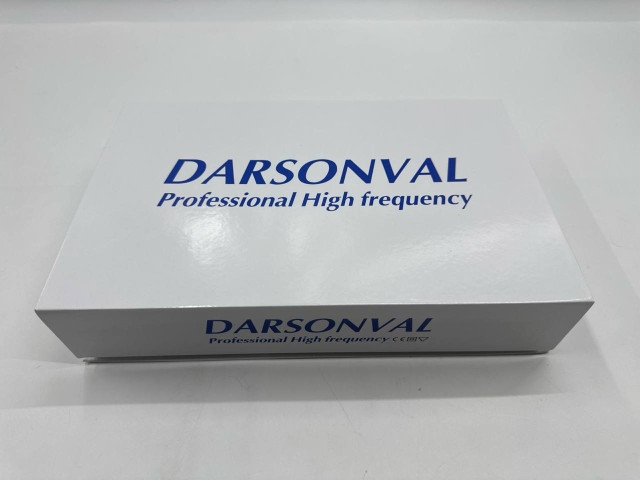 DARSONVAL
Professional High frequency
DARSONVAL
Professional High frequency